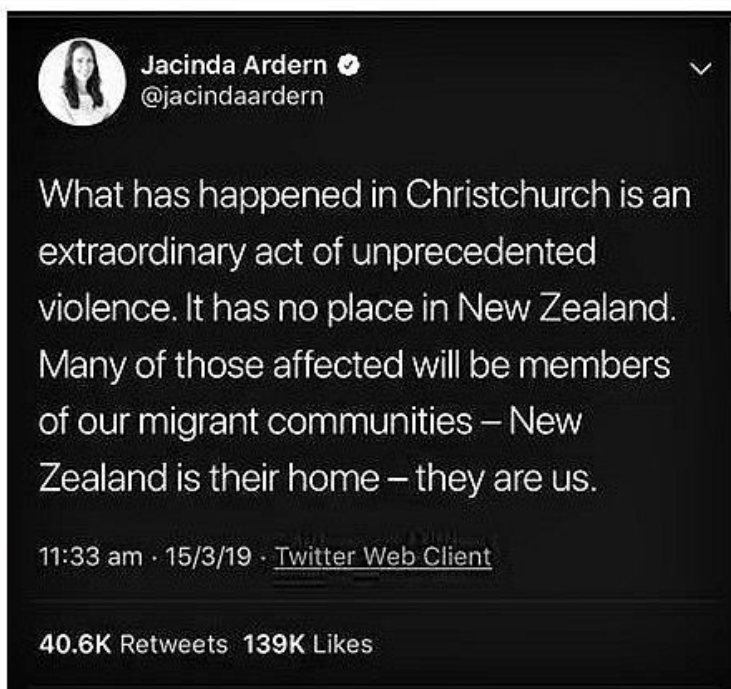 Jacinda Ardern
@jacindaardern
What has happened in Christchurch is an
extraordinary act of unprecedented
violence. It has no place in New Zealand.
Many of those affected will be members
of our migrant communities – New
Zealand is their home – they are us.
11:33 am · 15/3/19 · Twitter Web Client
40.6K Retweets 139K Likes